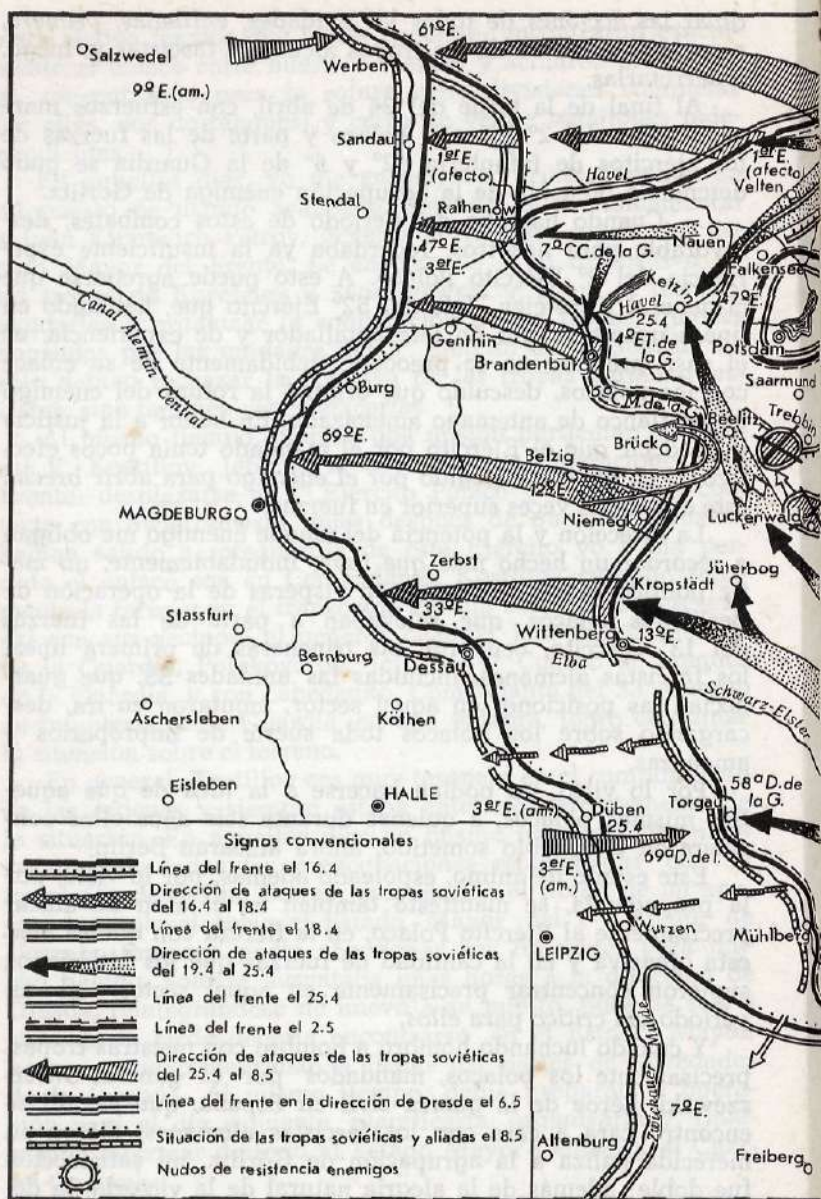 61º E.
Salzwedel
Werben
9º E. (am.)
Sandau
1er E.
(afecto)
Havel
1er E.
(afecto)
Velten
Stendal
Rathenow
Nauen
47º E.
3er E.
7º CC. de la G.
Falkensee
Ketzin
47º E.
Havel
25.4
Canal Alemán
Central
Genthin
4º ET. de
la G.
Potsdam
Brandenburg
Saarmund
Burg
6º CM. de la G.
Beelitz
Trebbin
69º E.
Brück
Belzig
12º E.
MAGDEBURGO
Niemegk
Luckenwald
Zerbst
Jüterbog
Kropstädt
33º E.
Stassfurt
Wittenberg
13º E.
Dessau
Elba
Bernburg
Schwarz-Elster
Aschersleben
Köthen
58ª D. de
la G.
Eisleben
HALLE
3er E. (am.)
Düben
25.4
Torgau
69ª D. de I.
3er E.
(am.)
Wurzen
Mühlberg
LEIPZIG
Zwickauer Mulde
7º E.
Altenburg
Freiberg
Signos convencionales
Línea del frente el 16.4
Dirección de ataques de las tropas soviéticas
del 16.4 al 18.4
Línea del frente el 18.4
Dirección de ataques de las tropas soviéticas
del 19.4 al 25.4
Línea del frente el 25.4
Línea del frente el 2.5
Dirección de ataques de las tropas soviéticas
del 25.4 al 8.5
Línea del frente en la dirección de Dresde el 6.5
Situación de las tropas soviéticas y aliadas el 8.5
Nudos de resistencia enemigos